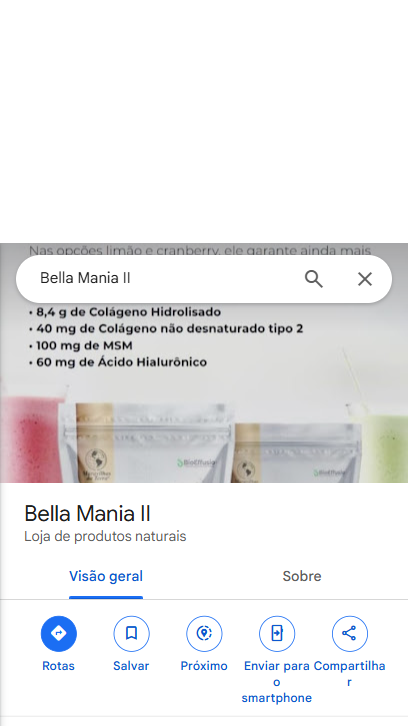 Nas opções limão e cranberry, ele garante ainda mais
Bella Mania II
• 8,4 g de Colágeno Hidrolisado
• 40 mg de Colágeno não desnaturado tipo 2
• 100 mg de MSM
• 60 mg de Ácido Hialurônico
Bella Mania II
Loja de produtos naturais
Visão geral
Sobre
Rotas
Salvar
Próximo
Enviar para
o
smartphone
Compartilha
r